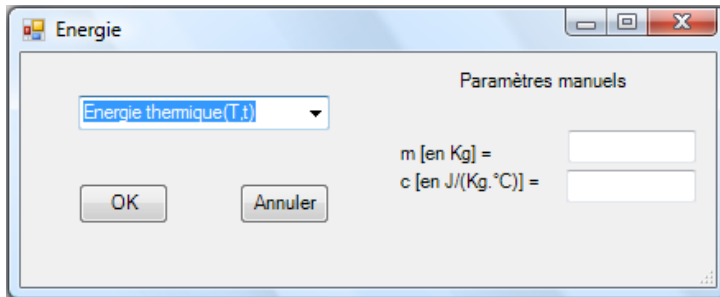 Energie
Paramètres manuels
Energie thermique(T,t)
m [en Kg] =
c [en J/(Kg.°C)] =
OK
Annuler